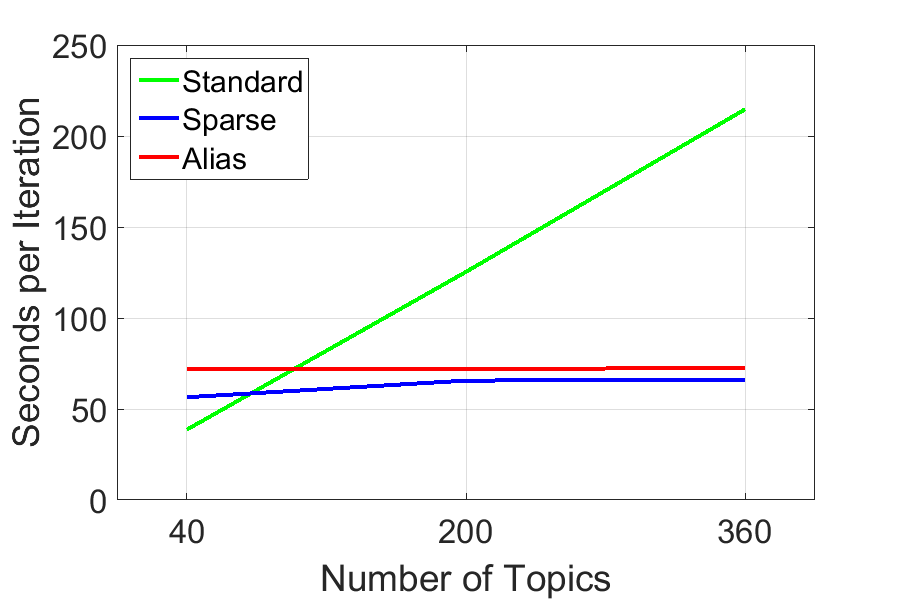 250
200
150
100
50
0
Standard
Sparse
Alias
Seconds per Iteration
40 200 360
Number of Topics